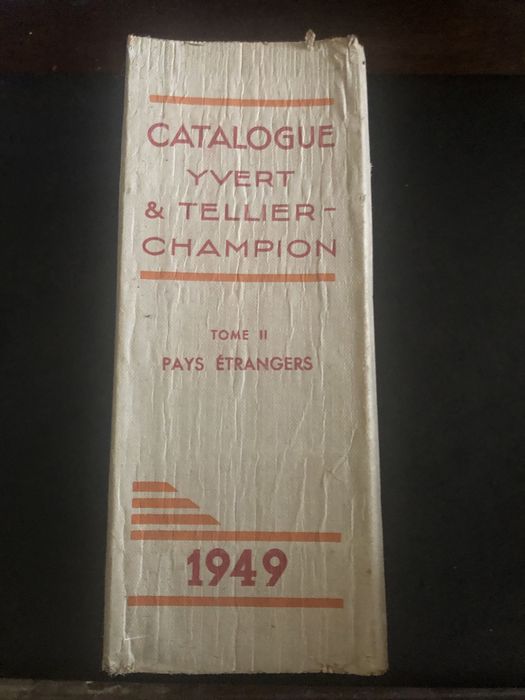 CATALOGUE
YVERT
& TELLIER-
CHAMPION
TOME II
PAYS ÉTRANGERS
1949